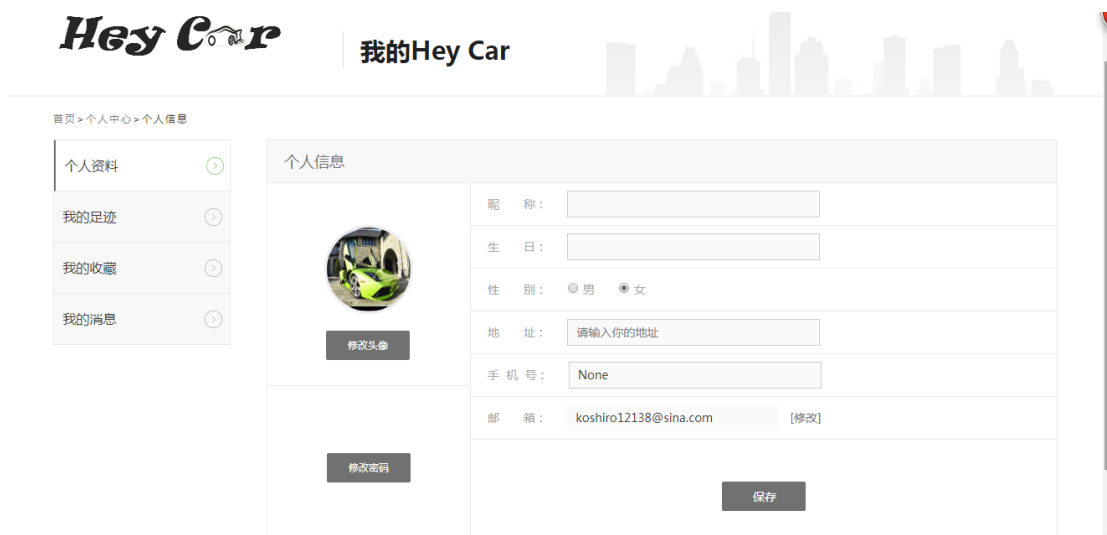 Hey Car
我的Hey Car
首页>个人中心>个人信息
个人资料
我的足迹
我的收藏
我的消息
个人信息
修改头像
修改密码
昵 称：
生 日：
性 别： 男 女
地 址： 请输入你的地址
手 机 号： None
邮 箱： koshiro12138@sina.com [修改]
保存